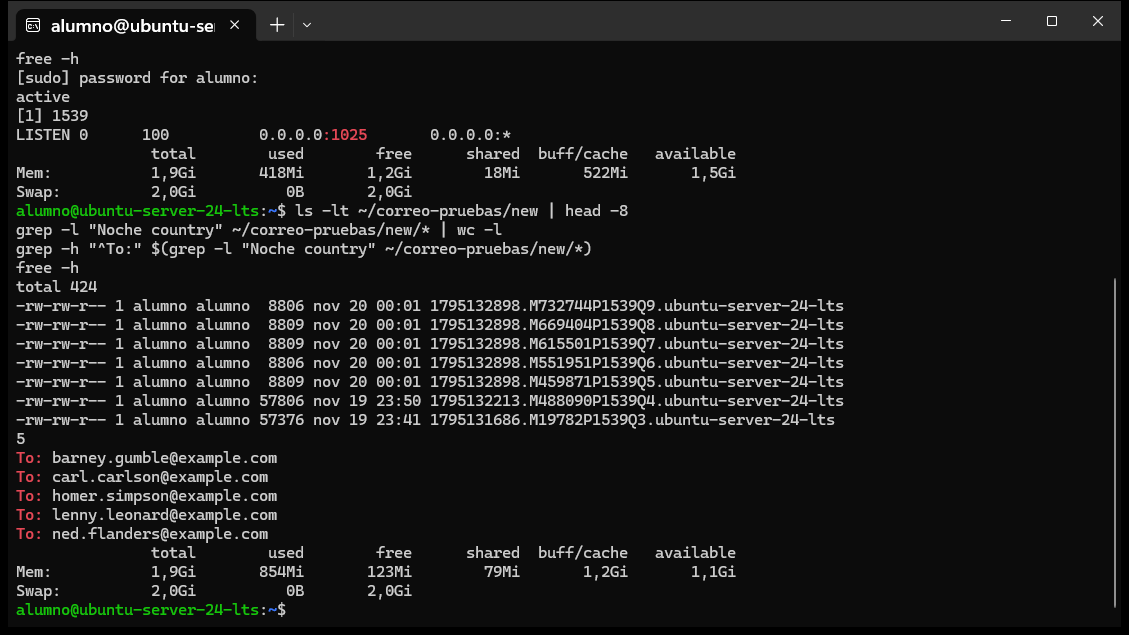 alumno@ubuntu-se
free -h
[sudo] password for alumno:
active
[1] 1539
LISTEN 0      100          0.0.0.0:1025       0.0.0.0:*
               total        used        free      shared  buff/cache   available
Mem:           1,9Gi       418Mi       1,2Gi        18Mi       522Mi       1,5Gi
Swap:          2,0Gi          0B       2,0Gi
alumno@ubuntu-server-24-lts:~$ ls -lt ~/correo-pruebas/new | head -8
grep -l "Noche country" ~/correo-pruebas/new/* | wc -l
grep -h "^To:" $(grep -l "Noche country" ~/correo-pruebas/new/*)
free -h
total 424
-rw-rw-r-- 1 alumno alumno  8806 nov 20 00:01 1795132898.M732744P1539Q9.ubuntu-server-24-lts
-rw-rw-r-- 1 alumno alumno  8809 nov 20 00:01 1795132898.M669404P1539Q8.ubuntu-server-24-lts
-rw-rw-r-- 1 alumno alumno  8809 nov 20 00:01 1795132898.M615501P1539Q7.ubuntu-server-24-lts
-rw-rw-r-- 1 alumno alumno  8806 nov 20 00:01 1795132898.M551951P1539Q6.ubuntu-server-24-lts
-rw-rw-r-- 1 alumno alumno  8809 nov 20 00:01 1795132898.M459871P1539Q5.ubuntu-server-24-lts
-rw-rw-r-- 1 alumno alumno 57806 nov 19 23:50 1795132213.M488090P1539Q4.ubuntu-server-24-lts
-rw-rw-r-- 1 alumno alumno 57376 nov 19 23:41 1795131686.M19782P1539Q3.ubuntu-server-24-lts
5
To: barney.gumble@example.com
To: carl.carlson@example.com
To: homer.simpson@example.com
To: lenny.leonard@example.com
To: ned.flanders@example.com
               total        used        free      shared  buff/cache   available
Mem:           1,9Gi       854Mi       123Mi        79Mi       1,2Gi       1,1Gi
Swap:          2,0Gi          0B       2,0Gi
alumno@ubuntu-server-24-lts:~$